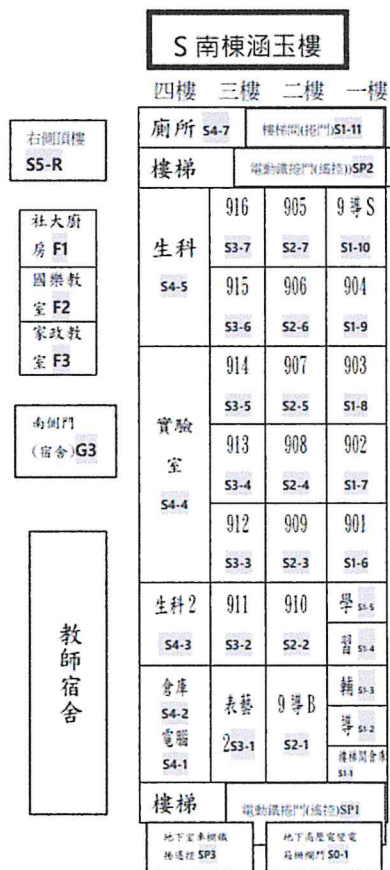 S 南棟涵玉樓
四樓 三樓 二樓 一樓
廁所 S4-7 樓梯間(捲門)S1-11
右側頂樓
S5-R
樓梯 電動鐵捲門(遙控))SP2
916 905 9導S
生科 S3-7 S2-7 S1-10
S4-5 915 906 904
S3-6 S2-6 S1-9
社大廚
房 F1
國樂教
室 F2
家政教
室 F3
914 907 903
S3-5 S2-5 S1-8
實驗
室
S4-4
913 908 902
S3-4 S2-4 S1-7
912 909 901
S3-3 S2-3 S1-6
南側門
(宿舍)G3
教師宿舍
生科2 911 910 學 S1-5
S4-3 S3-2 S2-2 習 S1-4
倉庫
S4-2
電腦
S4-1
表藝
2S3-1
9導B
S2-1
輔 S1-3
導 S1-2
樓梯間倉庫
S1-1
樓梯 電動鐵捲門(遙控)SP1
地下室車棚鐵
捲遙控 SP3
地下高壓電變電
箱柵欄門 S0-1